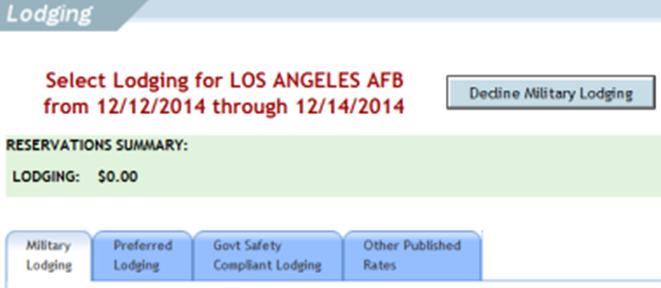 Lodging
Select Lodging for LOS ANGELES AFB
from 12/12/2014 through 12/14/2014
Decline Military Lodging
RESERVATIONS SUMMARY:
LODGING: $0.00
Military
Lodging
Preferred
Lodging
Govt Safety
Compliant Lodging
Other Published
Rates